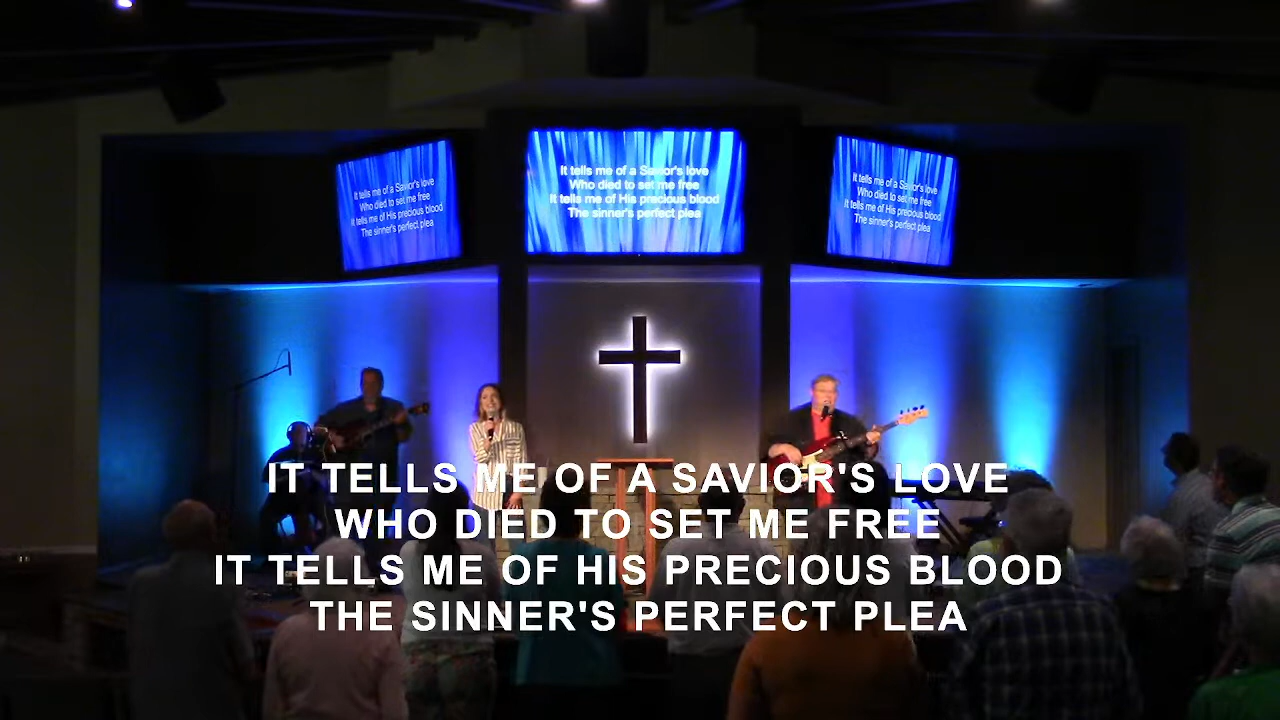 It tells me of a Savior's love
Who died to set me free
It tells me of His precious blood
The sinner's perfect plea
It tells me of a Savior's love
Who died to set me free
It tells me of His precious blood
The sinner's perfect plea
It tells me of a Savior's love
Who died to set me free
It tells me of His precious blood
The sinner's perfect plea
IT TELLS ME OF A SAVIOR'S LOVE
WHO DIED TO SET ME FREE
IT TELLS ME OF HIS PRECIOUS BLOOD
THE SINNER'S PERFECT PLEA